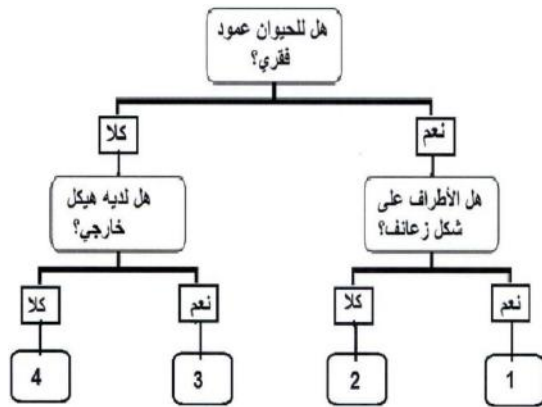 هل للحيوان عمود
فقري؟
نعم
كلا
هل الأطراف على
شكل زعانف؟
هل لديه هيكل
خارجي؟
نعم
كلا
نعم
كلا
1
2
3
4